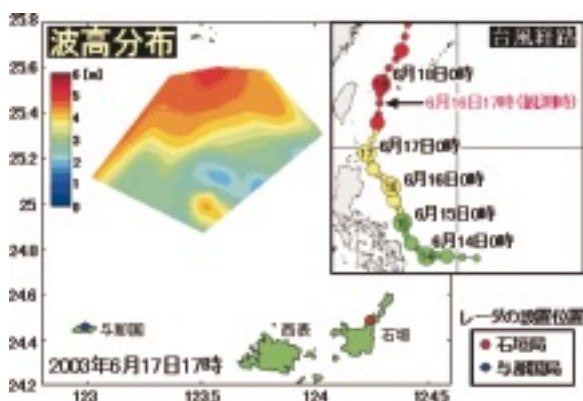 波高分布
6 [m]
5
4
3
2
1
0
25.8
25.6
25.4
25.2
25
24.8
24.6
24.4
24.2
123
123.5
124
124.5
与那国
西表
石垣
2003年6月17日17時
台風経路
6月18日0時
6月16日17時(観測時)
6月17日0時
6月16日0時
6月15日0時
6月14日0時
17
16
レーダの設置位置
石垣局
与那国局